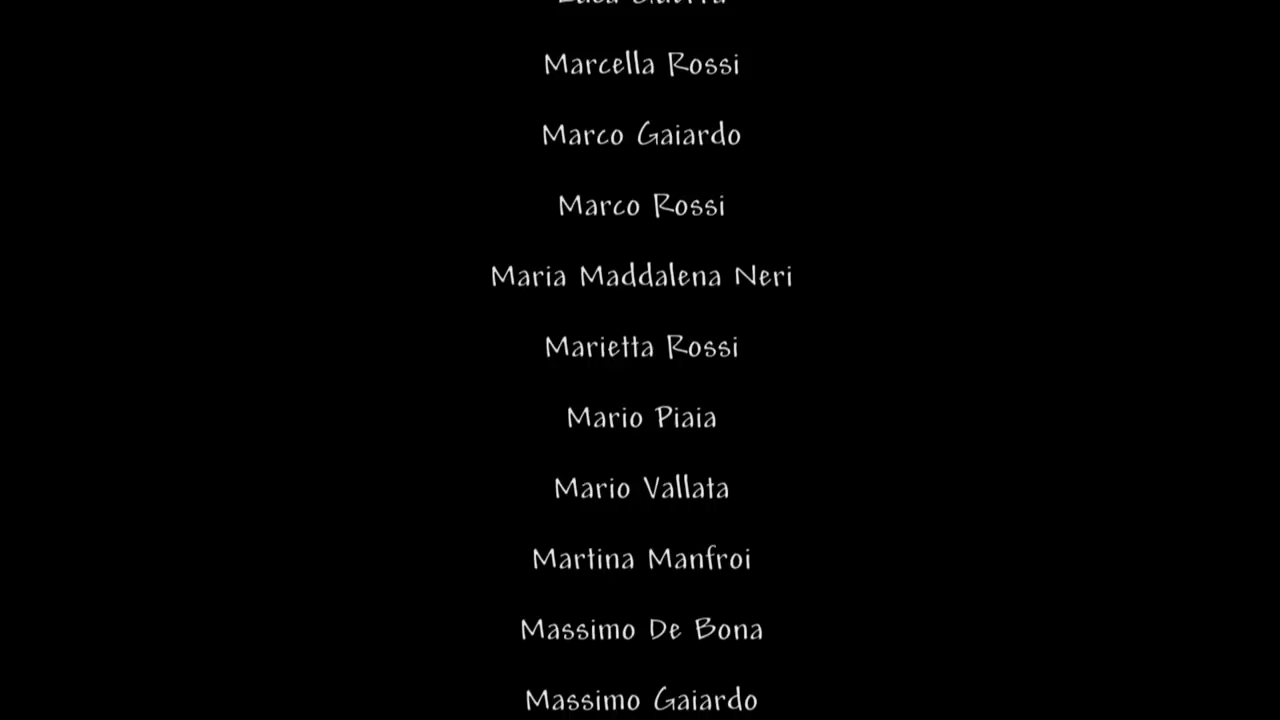 Marcella Rossi
Marco Gaiardo
Marco Rossi
Maria Maddalena Neri
Marietta Rossi
Mario Piaia
Mario Vallata
Martina Manfroi
Massimo De Bona
Massimo Gaiardo